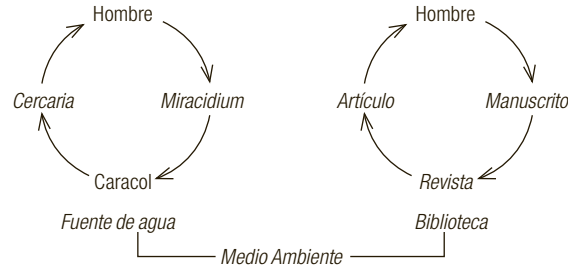 Hombre Hombre
Cercaria Miracidium Artículo Manuscrito
Caracol Revista
Fuente de agua Biblioteca
Medio Ambiente